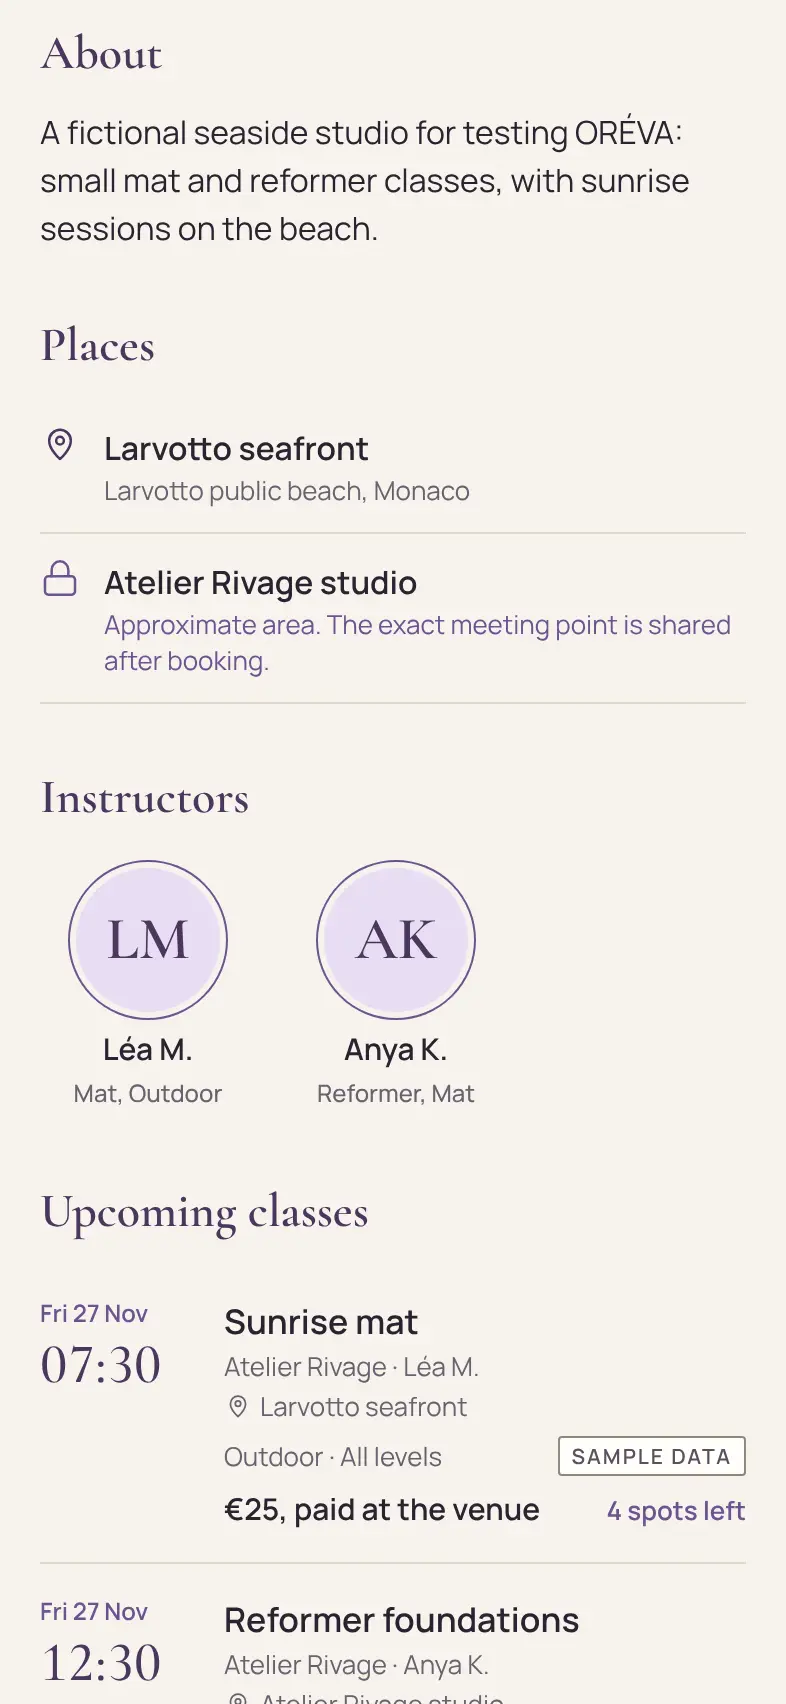 About
A fictional seaside studio for testing ORÉVA:
small mat and reformer classes, with sunrise
sessions on the beach.
Places
Larvotto seafront
Larvotto public beach, Monaco
Atelier Rivage studio
Approximate area. The exact meeting point is shared
after booking.
Instructors
LM
AK
Léa M.
Anya K.
Mat, Outdoor
Reformer, Mat
Upcoming classes
Fri 27 Nov
07:30
Sunrise mat
Atelier Rivage · Léa M.
Larvotto seafront
Outdoor · All levels
SAMPLE DATA
€25, paid at the venue
4 spots left
Fri 27 Nov
12:30
Reformer foundations
Atelier Rivage · Anya K.
Atelier Rivage studio